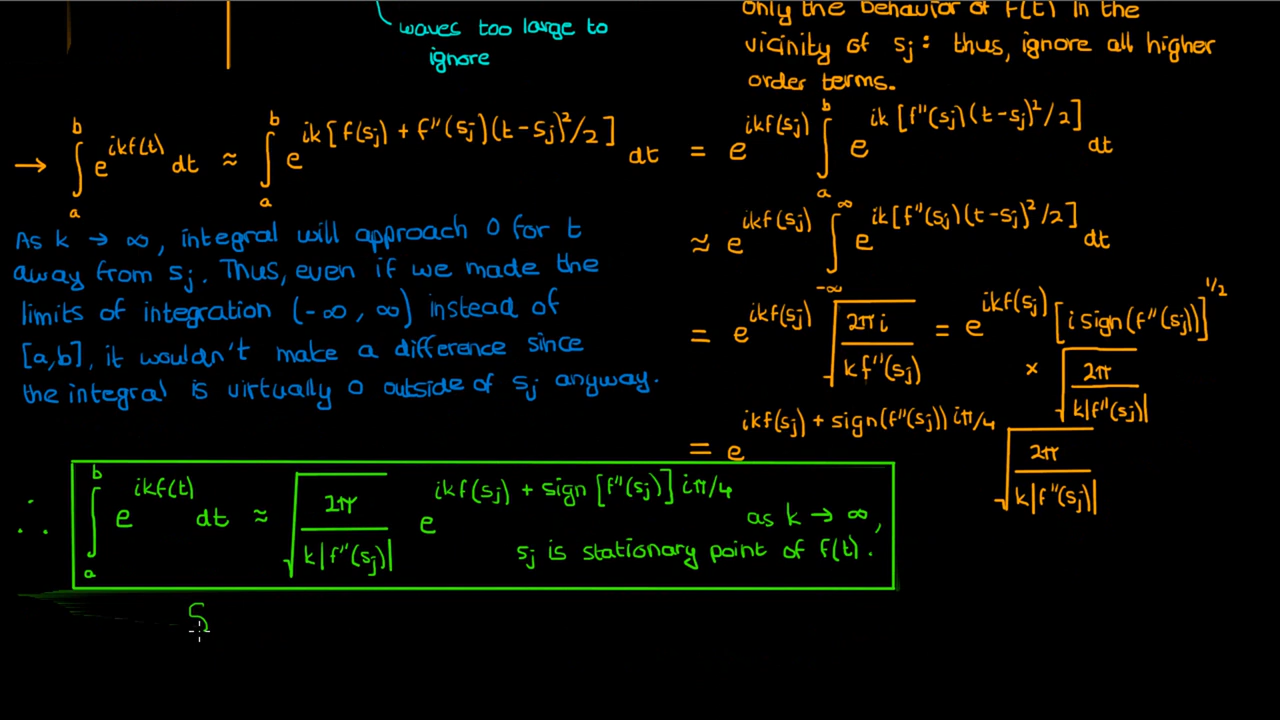 waves too large to
ignore
only the behavior of f(t) in the
vicinity of sⱼ : thus, ignore all higher
order terms.
→ ∫ₐᵇ e^{ikf(t)} dt ≈ ∫ₐᵇ e^{ik[f(sⱼ) + f''(sⱼ)(t-sⱼ)²/2]} dt = e^{ikf(sⱼ)} ∫ₐᵇ e^{ik[f''(sⱼ)(t-sⱼ)²/2]} dt
≈ e^{ikf(sⱼ)} ∫_{-∞}^{∞} e^{ik[f''(sⱼ)(t-sⱼ)²/2]} dt
As k → ∞, integral will approach 0 for t
away from sⱼ. Thus, even if we made the
limits of integration (-∞, ∞) instead of
[a,b], it wouldn't make a difference since
the integral is virtually 0 outside of sⱼ anyway.
= e^{ikf(sⱼ)} √(2πi / kf''(sⱼ)) = e^{ikf(sⱼ)} [i sign(f''(sⱼ))]^{1/2}
× √(2π / k|f''(sⱼ)|)
= e^{ikf(sⱼ) + sign(f''(sⱼ)) iπ/4} √(2π / k|f''(sⱼ)|)
∴ ∫ₐᵇ e^{ikf(t)} dt ≈ √(2π / k|f''(sⱼ)|) e^{ikf(sⱼ) + sign[f''(sⱼ)] iπ/4} as k → ∞,
sⱼ is stationary point of f(t).
S